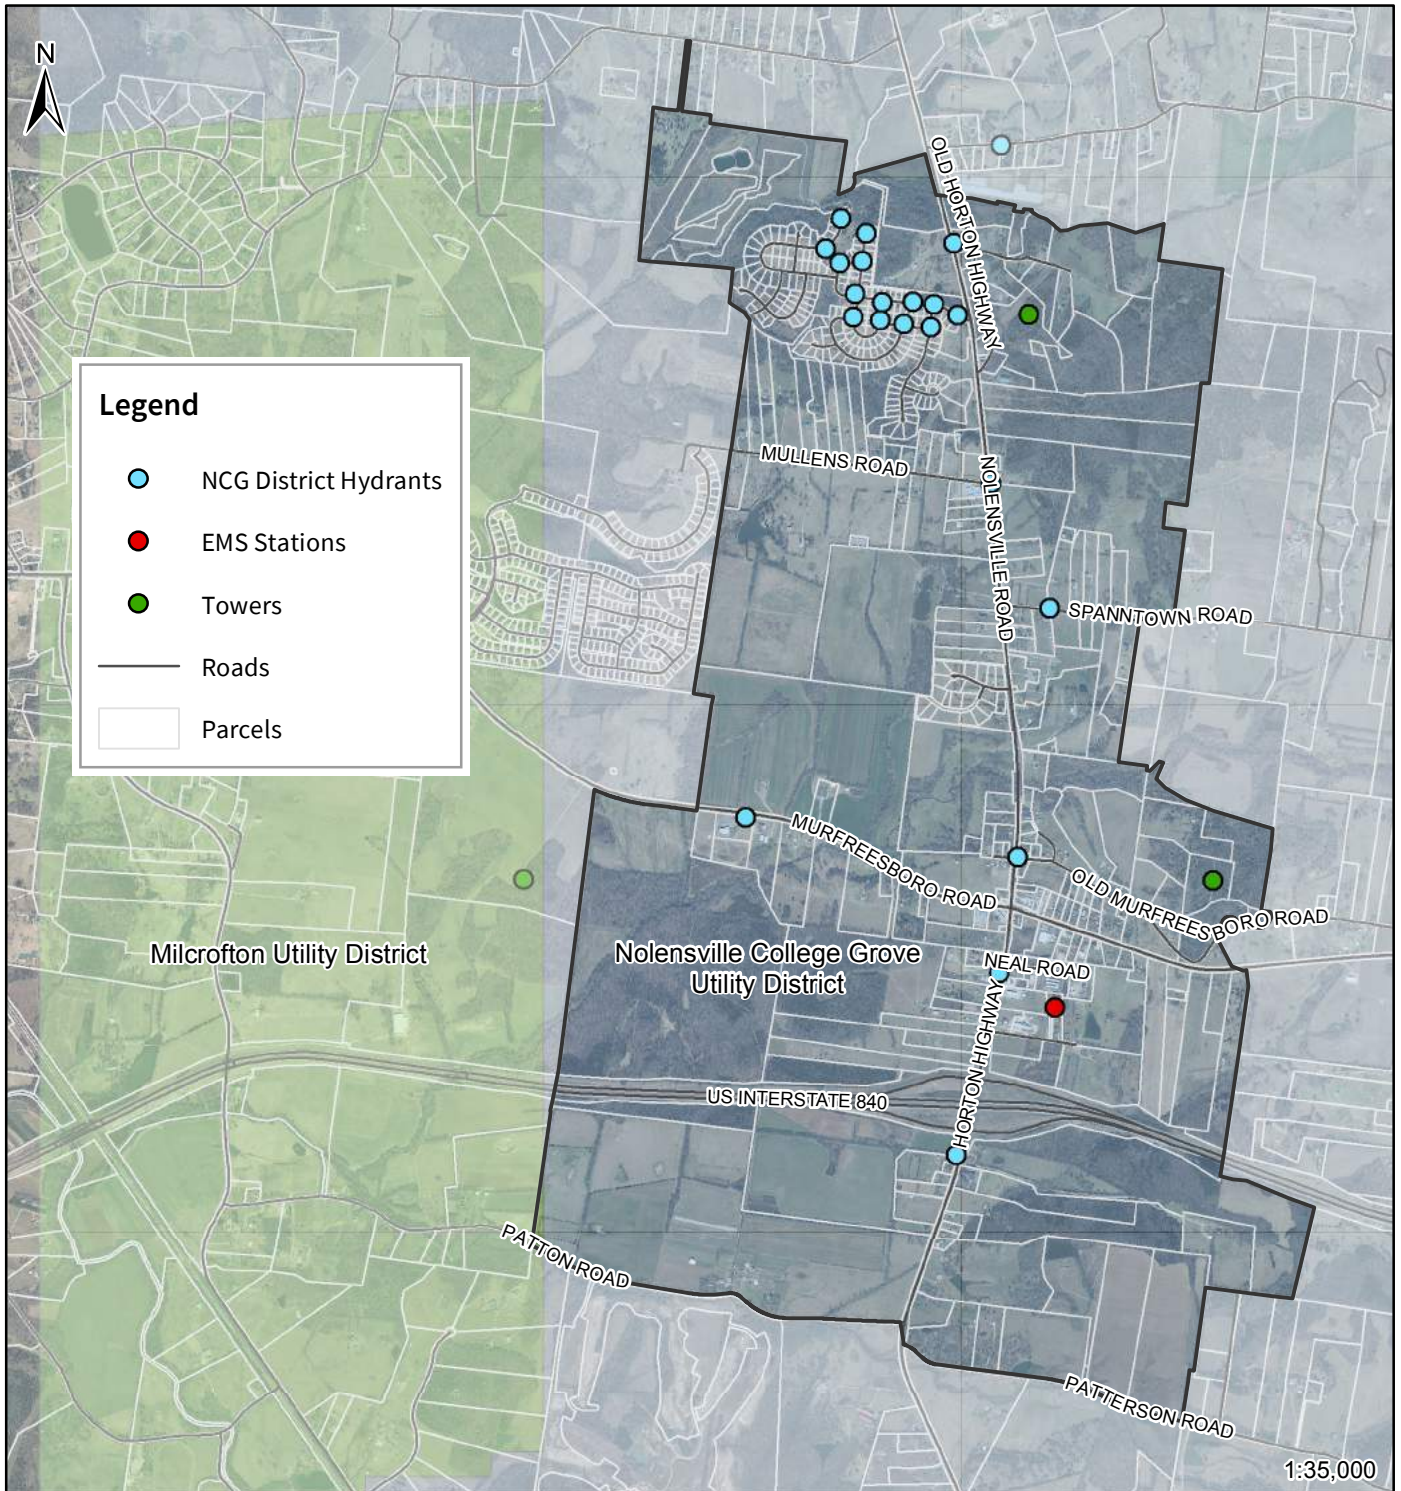 N
OLD HORTON HIGHWAY
Legend
NCG District Hydrants
EMS Stations
Towers
Roads
Parcels
MULLENS ROAD
NOLENSVILLE ROAD
SPANNTOWN ROAD
MURFREESBORO ROAD
OLD MURFREESBORO ROAD
Milcrofton Utility District
Nolensville College Grove
Utility District
NEAL ROAD
HORTON HIGHWAY
US INTERSTATE 840
PATTON ROAD
PATTERSON ROAD
1:35,000